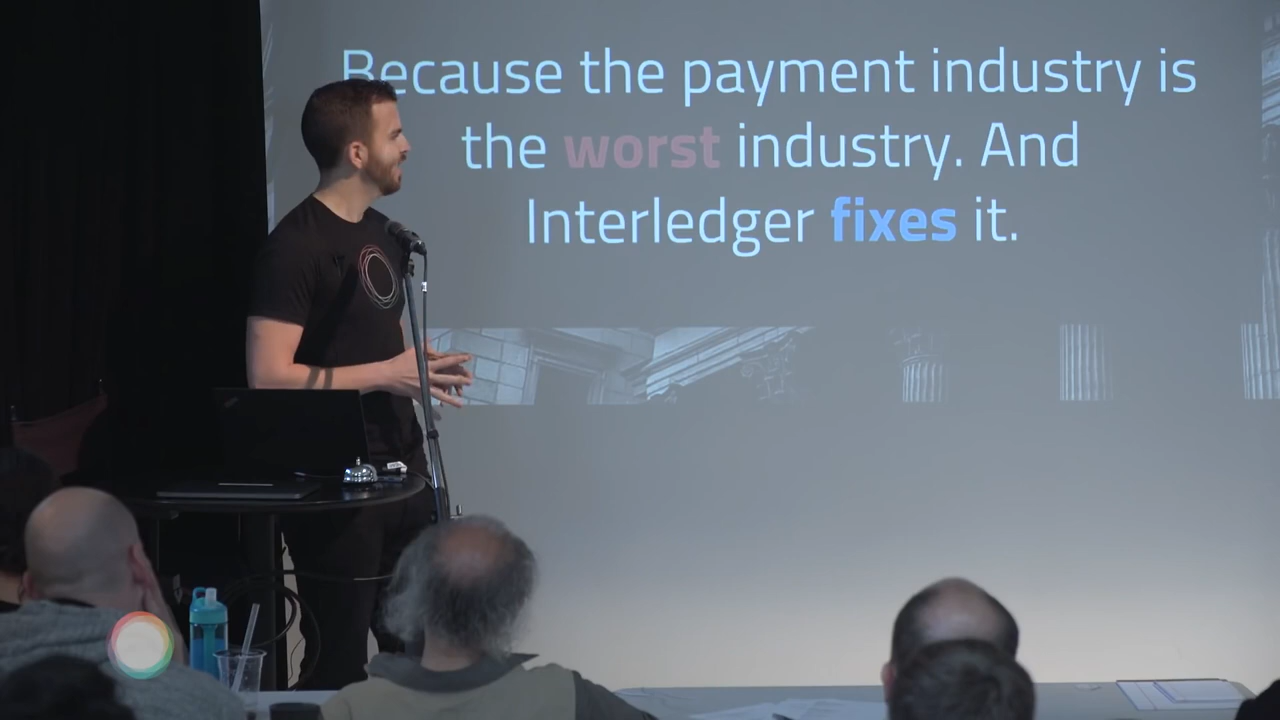 Because the payment industry is
the worst industry. And
Interledger fixes it.